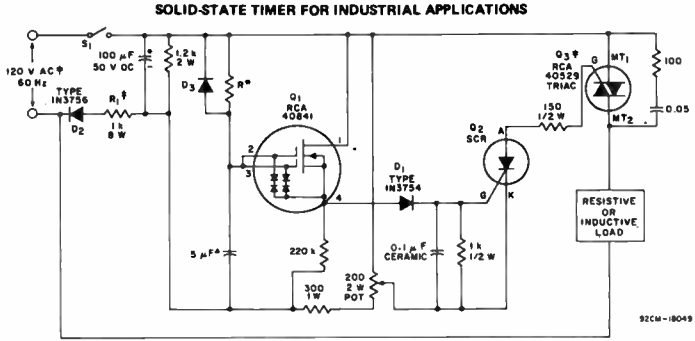 SOLID-STATE TIMER FOR INDUSTRIAL APPLICATIONS
S1
120 V AC‡
60 Hz
100 µF
50 V DC
+
−
1.2 k
2 W
D3
R*
TYPE
1N3756
D2
R1‡
1 k
8 W
Q1
RCA
40841
1
2
3
4
5 µF▲
220 k
300
1 W
200
2 W
POT
D1
TYPE
1N3754
0.1 µF
CERAMIC
1 k
1/2 W
Q2
SCR
A
G
K
150
1/2 W
Q3‡
RCA
40529
TRIAC
G
MT1
MT2
100
0.05
RESISTIVE
OR
INDUCTIVE
LOAD
92CM-18049